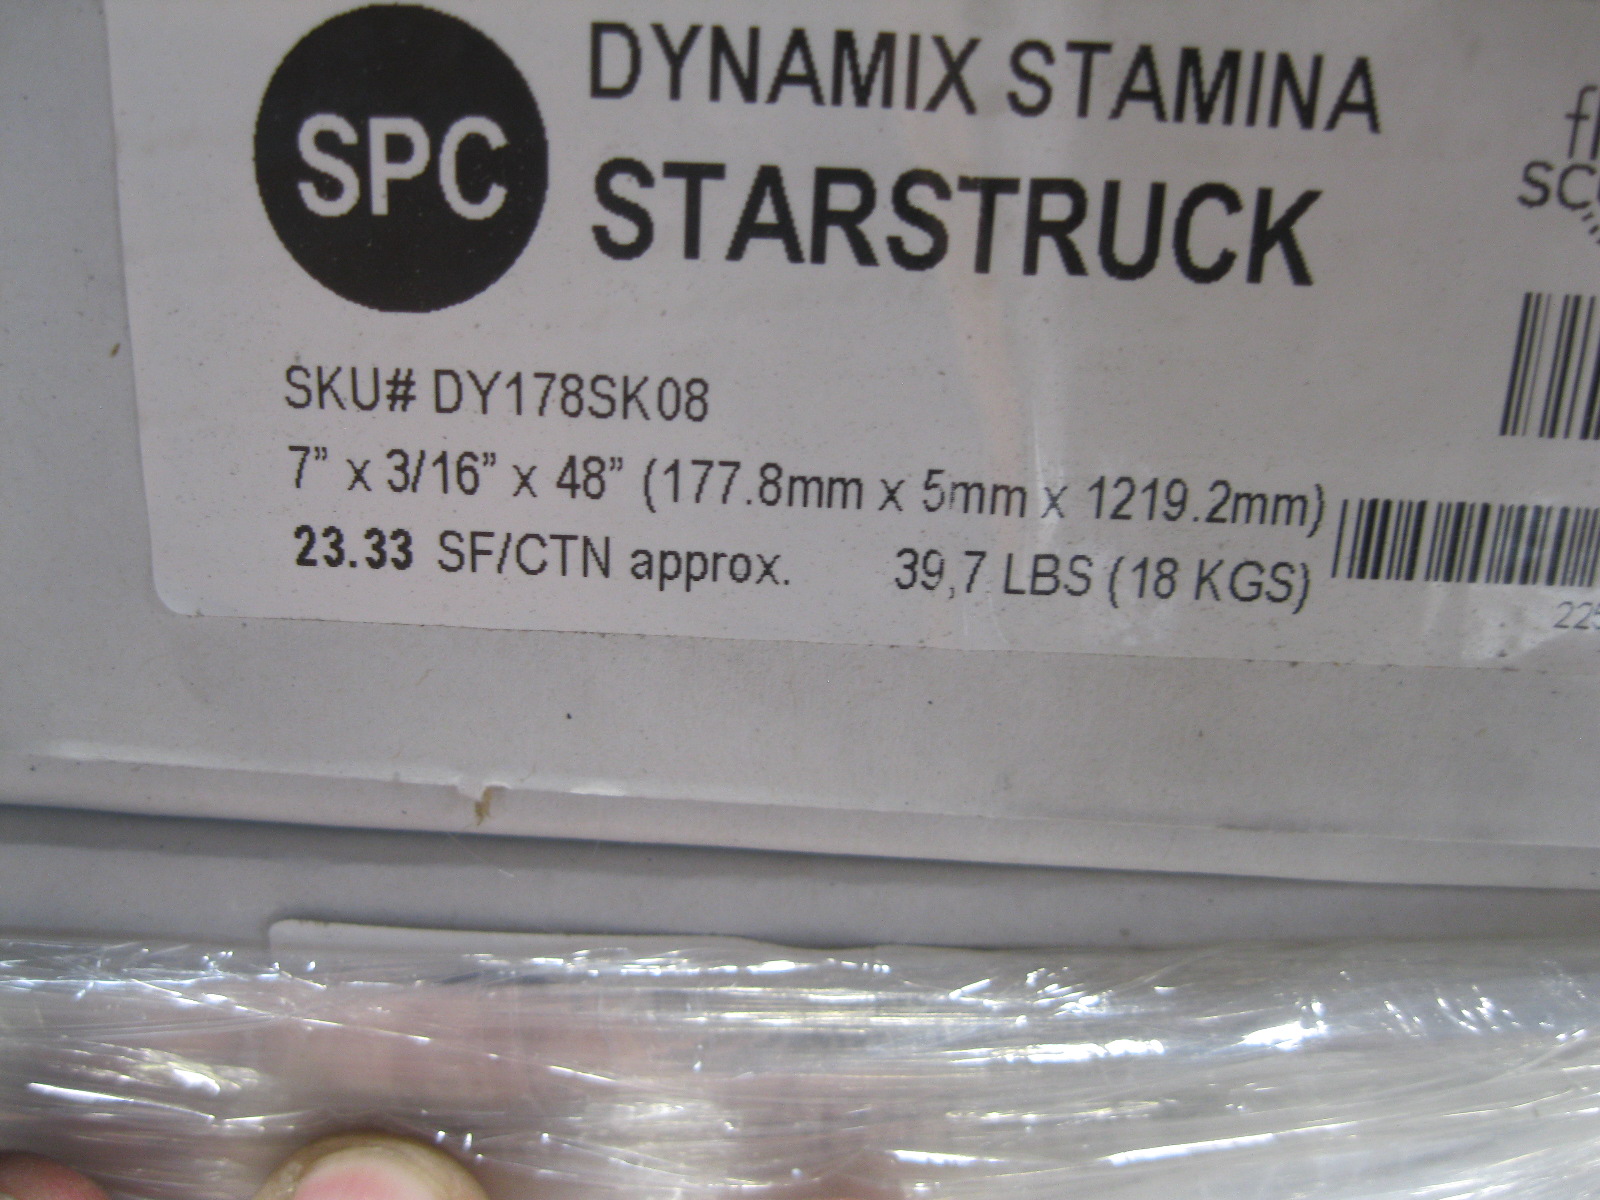 SPC
DYNAMIX STAMINA
STARSTRUCK
SKU# DY178SK08
7” x 3/16” x 48” (177.8mm x 5mm x 1219.2mm)
23.33 SF/CTN approx. 39,7 LBS (18 KGS)